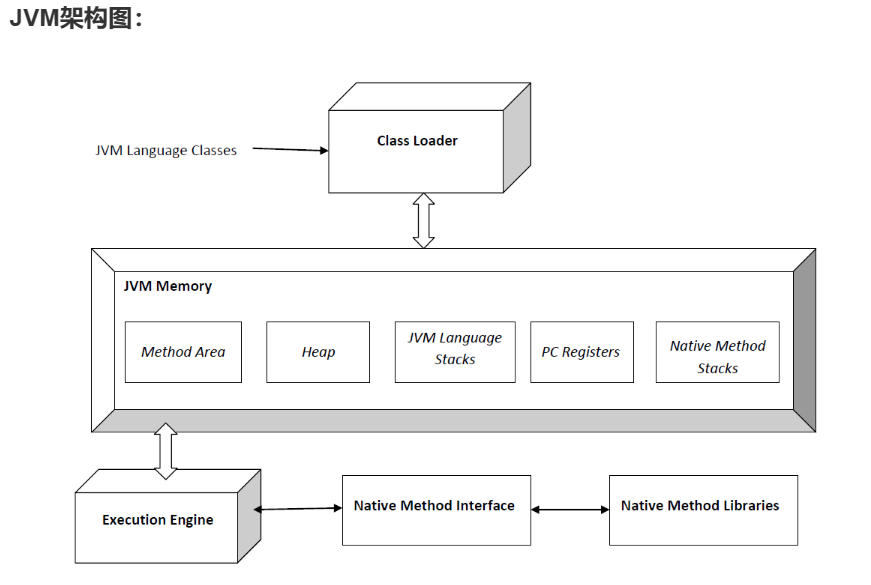 JVM架构图：
Class Loader
JVM Language Classes
JVM Memory
Method Area
Heap
JVM Language
Stacks
PC Registers
Native Method
Stacks
Execution Engine
Native Method Interface
Native Method Libraries